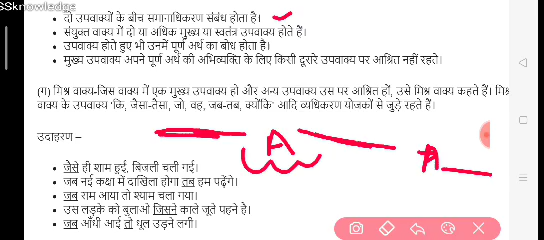 SSknowledge
दो उपवाक्यों के बीच समानाधिकरण संबंध होता है।
संयुक्त वाक्य में दो या अधिक मुख्य या स्वतंत्र उपवाक्य होते हैं।
उपवाक्य होते हुए भी उनमें पूर्ण अर्थ का बोध होता है।
मुख्य उपवाक्य अपने पूर्ण अर्थ की अभिव्यक्ति के लिए किसी दूसरे उपवाक्य पर आश्रित नहीं रहते।
(ग) मिश्र वाक्य-जिस वाक्य में एक मुख्य उपवाक्य हो और अन्य उपवाक्य उस पर आश्रित हों, उसे मिश्र वाक्य कहते हैं। मिश्र
वाक्य के उपवाक्य 'कि, जैसा-तैसा, जो, वह, जब-तब, क्योंकि' आदि व्यधिकरण योजकों से जुड़े रहते हैं।
उदाहरण –
A A
जैसे ही शाम हुई, बिजली चली गई।
जब नई कक्षा में दाखिला होगा तब हम पढ़ेंगे।
जब राम आया तो श्याम चला गया।
उस लड़के को बुलाओ जिसने काले जूते पहने है।
जब आँधी आई तो धूल उड़ने लगी।